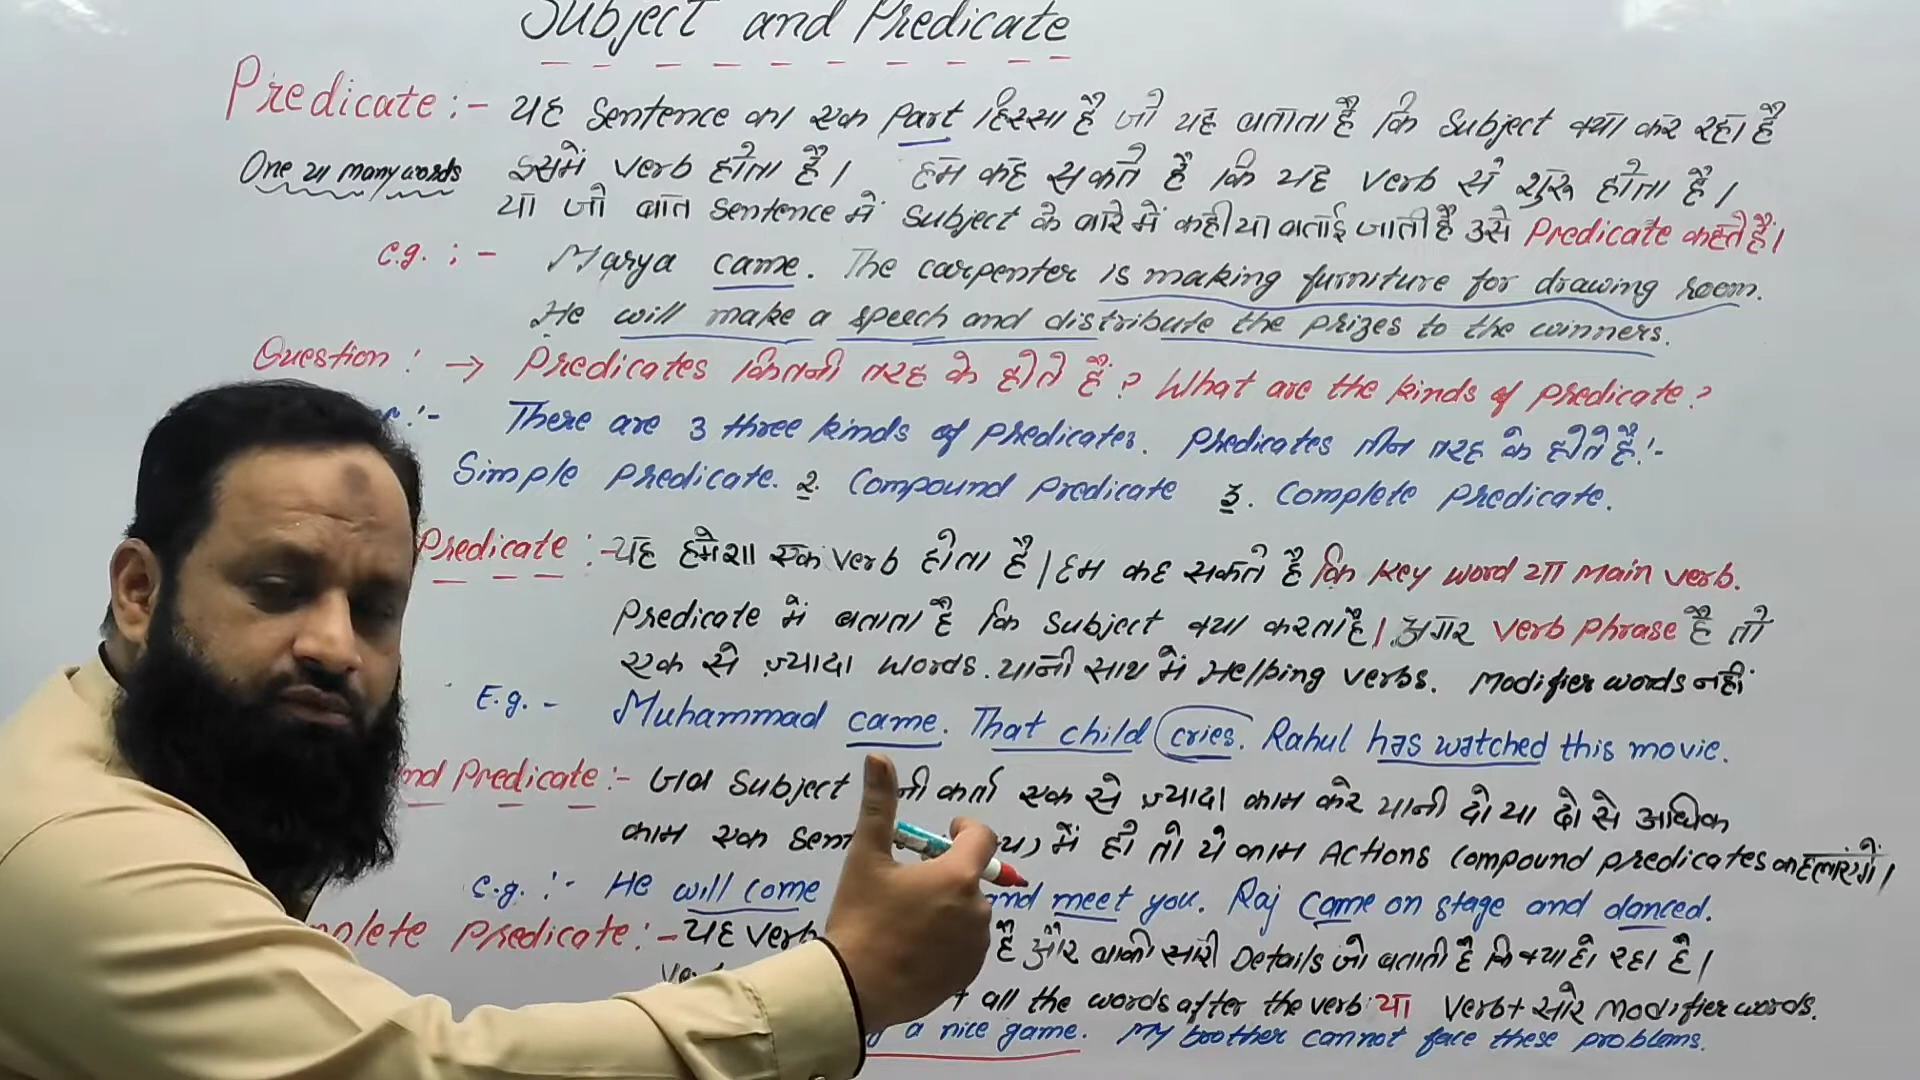 Subject and Predicate
Predicate :- यह Sentence का एक Part हिस्सा है जो यह बताता है कि Subject क्या कर रहा है
One या many words इसमें verb होता है। हम कह सकते हैं कि यह verb से शुरू होता है।
या जो बात Sentence में Subject के बारे में कही या बताई जाती है उसे Predicate कहते हैं।
e.g. ; - Marya came. The carpenter is making furniture for drawing room.
He will make a speech and distribute the prizes to the winners.
Question : → Predicates कितनी तरह के होते हैं ? What are the kinds of predicate ?
:- There are 3 three kinds of predicates. Predicates तीन तरह के होते हैं :-
Simple predicate. 2. Compound predicate 3. Complete predicate.
Predicate :- यह हमेशा एक verb होता है। हम कह सकते हैं कि key word या main verb.
Predicate में बताता है कि Subject क्या करता है। अगर verb phrase है तो
एक से ज़्यादा words. यानी साथ में Helping verbs. Modifier words नहीं
E.g. - Muhammad came. That child cries. Rahul has watched this movie.
nd Predicate :- जब Subject नी कर्ता एक से ज़्यादा काम करे यानी दो या दो से अधिक
काम एक Sent में हो तो ये काम Actions Compound predicates कहलाएंगे।
e.g. :- He will come and meet you. Raj came on stage and danced.
plete Predicate :- यह verb है और बाकी सारी Details जो बताती है कि क्या हो रहा है।
all the words after the verb या Verb + और Modifier words.
a nice game. My brother cannot face these problems.